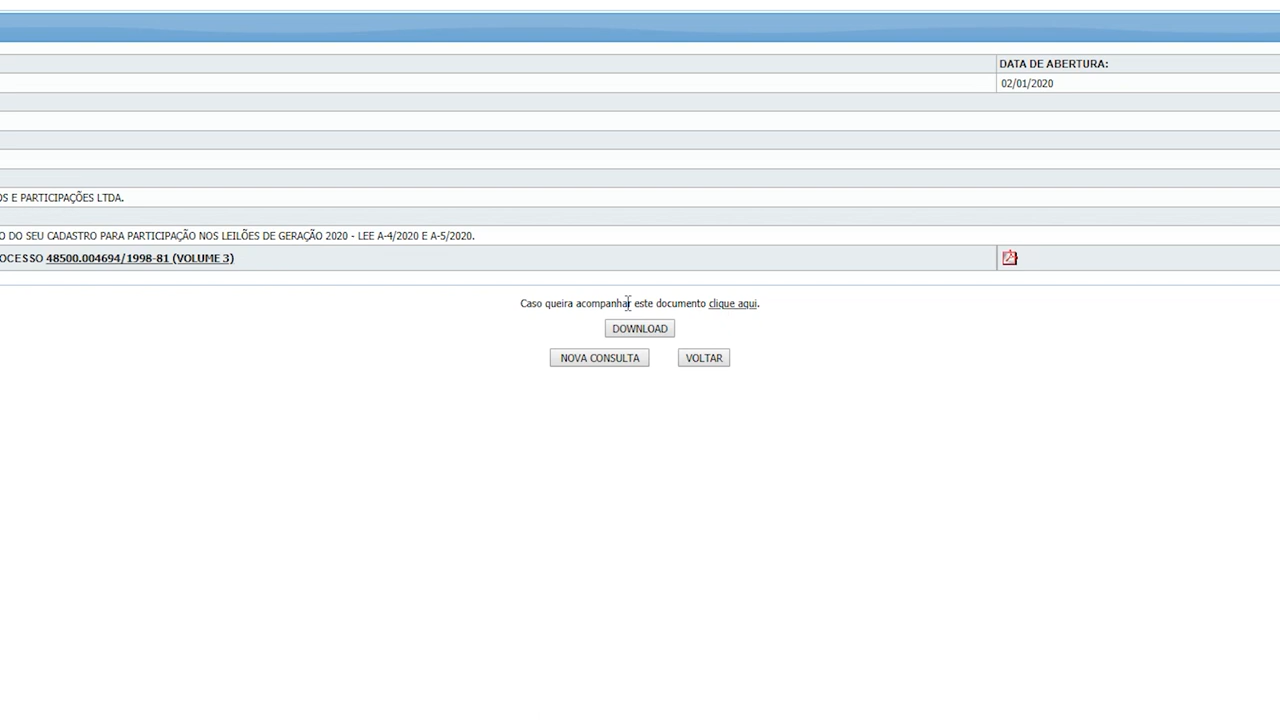 DATA DE ABERTURA:
02/01/2020
OS E PARTICIPAÇÕES LTDA.
O DO SEU CADASTRO PARA PARTICIPAÇÃO NOS LEILÕES DE GERAÇÃO 2020 - LEE A-4/2020 E A-5/2020.
OCESSO 48500.004694/1998-81 (VOLUME 3)
Caso queira acompanhar este documento clique aqui.
DOWNLOAD
NOVA CONSULTA VOLTAR